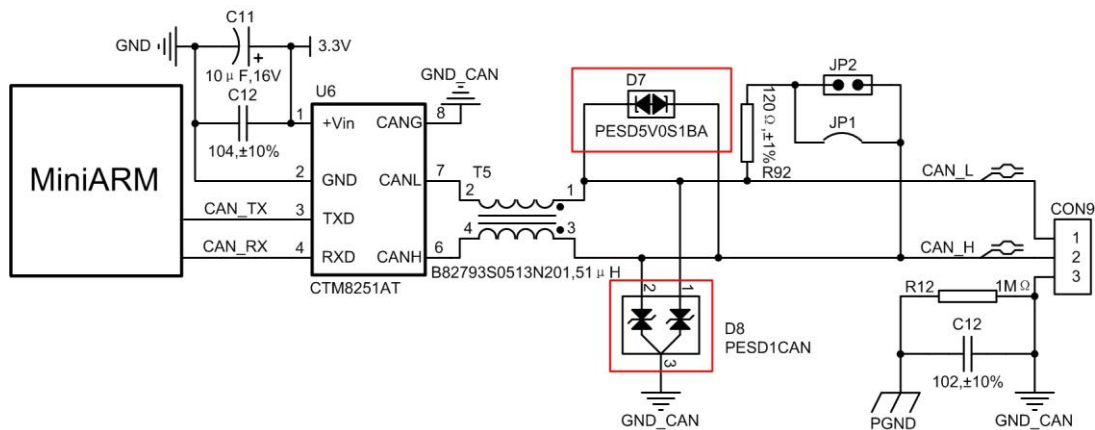 C11
GND
3.3V
+
10μF,16V
C12
104,±10%
U6
GND_CAN
1
+Vin
CANG
8
2
GND
CANL
7
3
TXD
4
RXD
CANH
6
CTM8251AT
MiniARM
CAN_TX
CAN_RX
T5
2
1
4
3
B82793S0513N201,51μH
D7
PESD5V0S1BA
120Ω,±1%
R92
JP2
JP1
CAN_L
CAN_H
CON9
1
2
3
2
1
3
D8
PESD1CAN
GND_CAN
R12
1MΩ
C12
102,±10%
PGND
GND_CAN